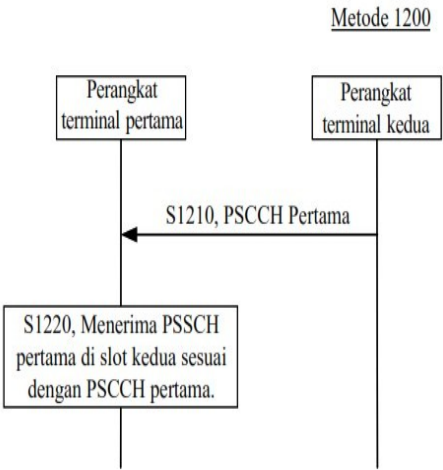 Metode 1200
Perangkat
terminal pertama
Perangkat
terminal kedua
S1210, PSCCH Pertama
S1220, Menerima PSSCH
pertama di slot kedua sesuai
dengan PSCCH pertama.